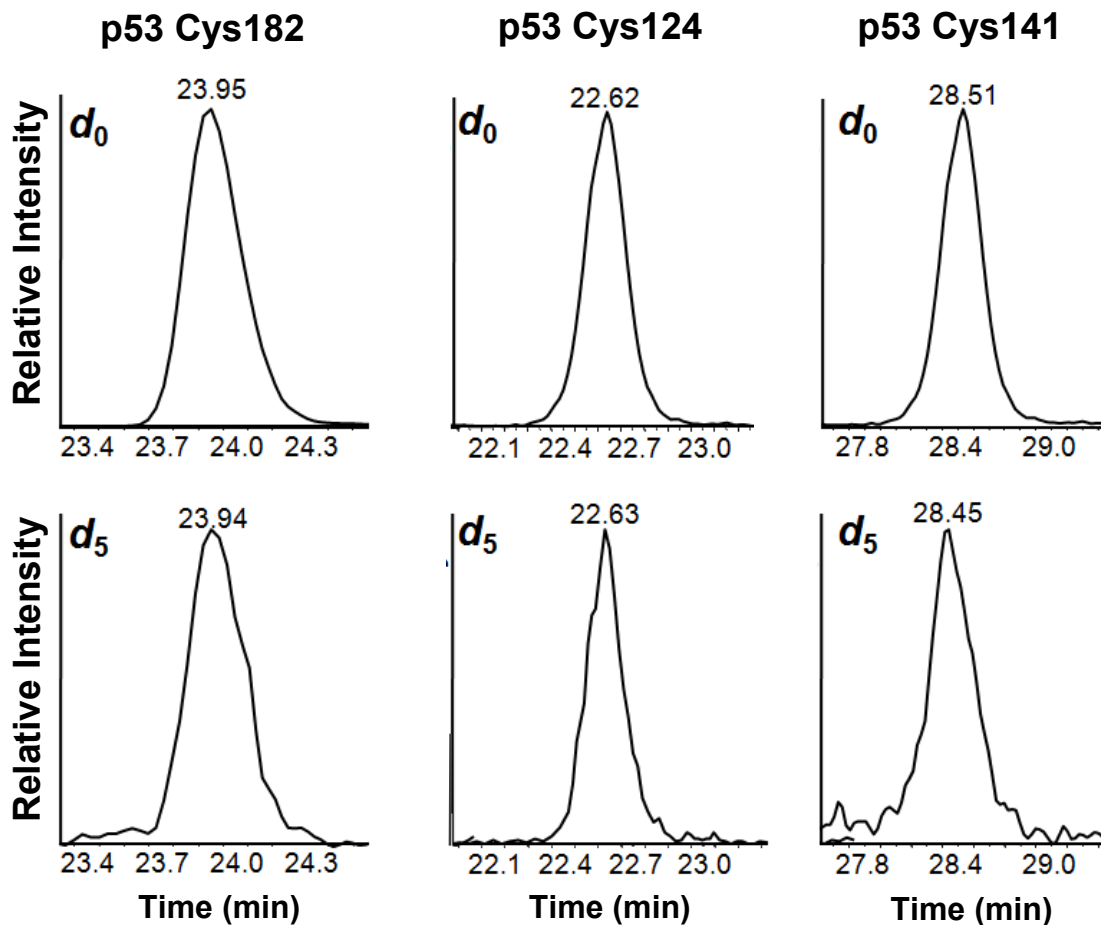 p53 Cys182 p53 Cys124 p53 Cys141
23.95 22.62 28.51
d0 d0 d0
Relative Intensity
23.4 23.7 24.0 24.3 22.1 22.4 22.7 23.0 27.8 28.4 29.0
23.94 22.63 28.45
d5 d5 d5
Relative Intensity
23.4 23.7 24.0 24.3 22.1 22.4 22.7 23.0 27.8 28.4 29.0
Time (min) Time (min) Time (min)